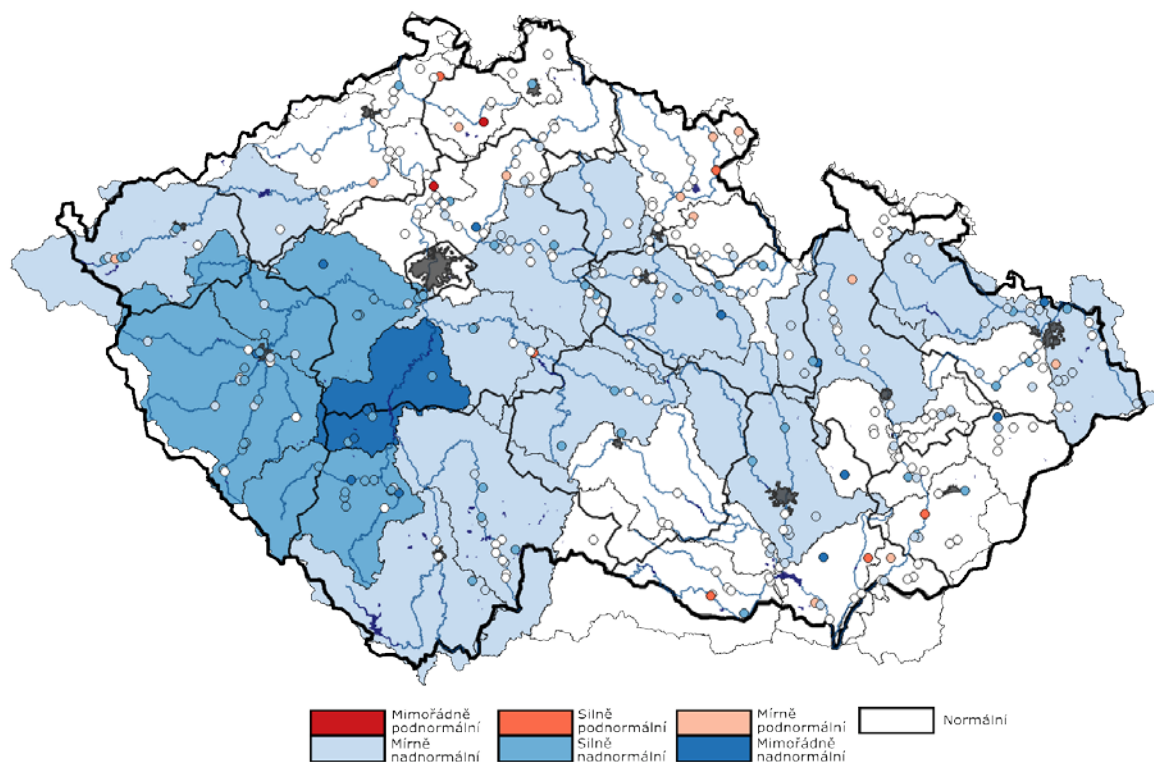 Mimořádně
podnormální
Silně
podnormální
Mírně
podnormální
Normální
Mírně
nadnormální
Silně
nadnormální
Mimořádně
nadnormální